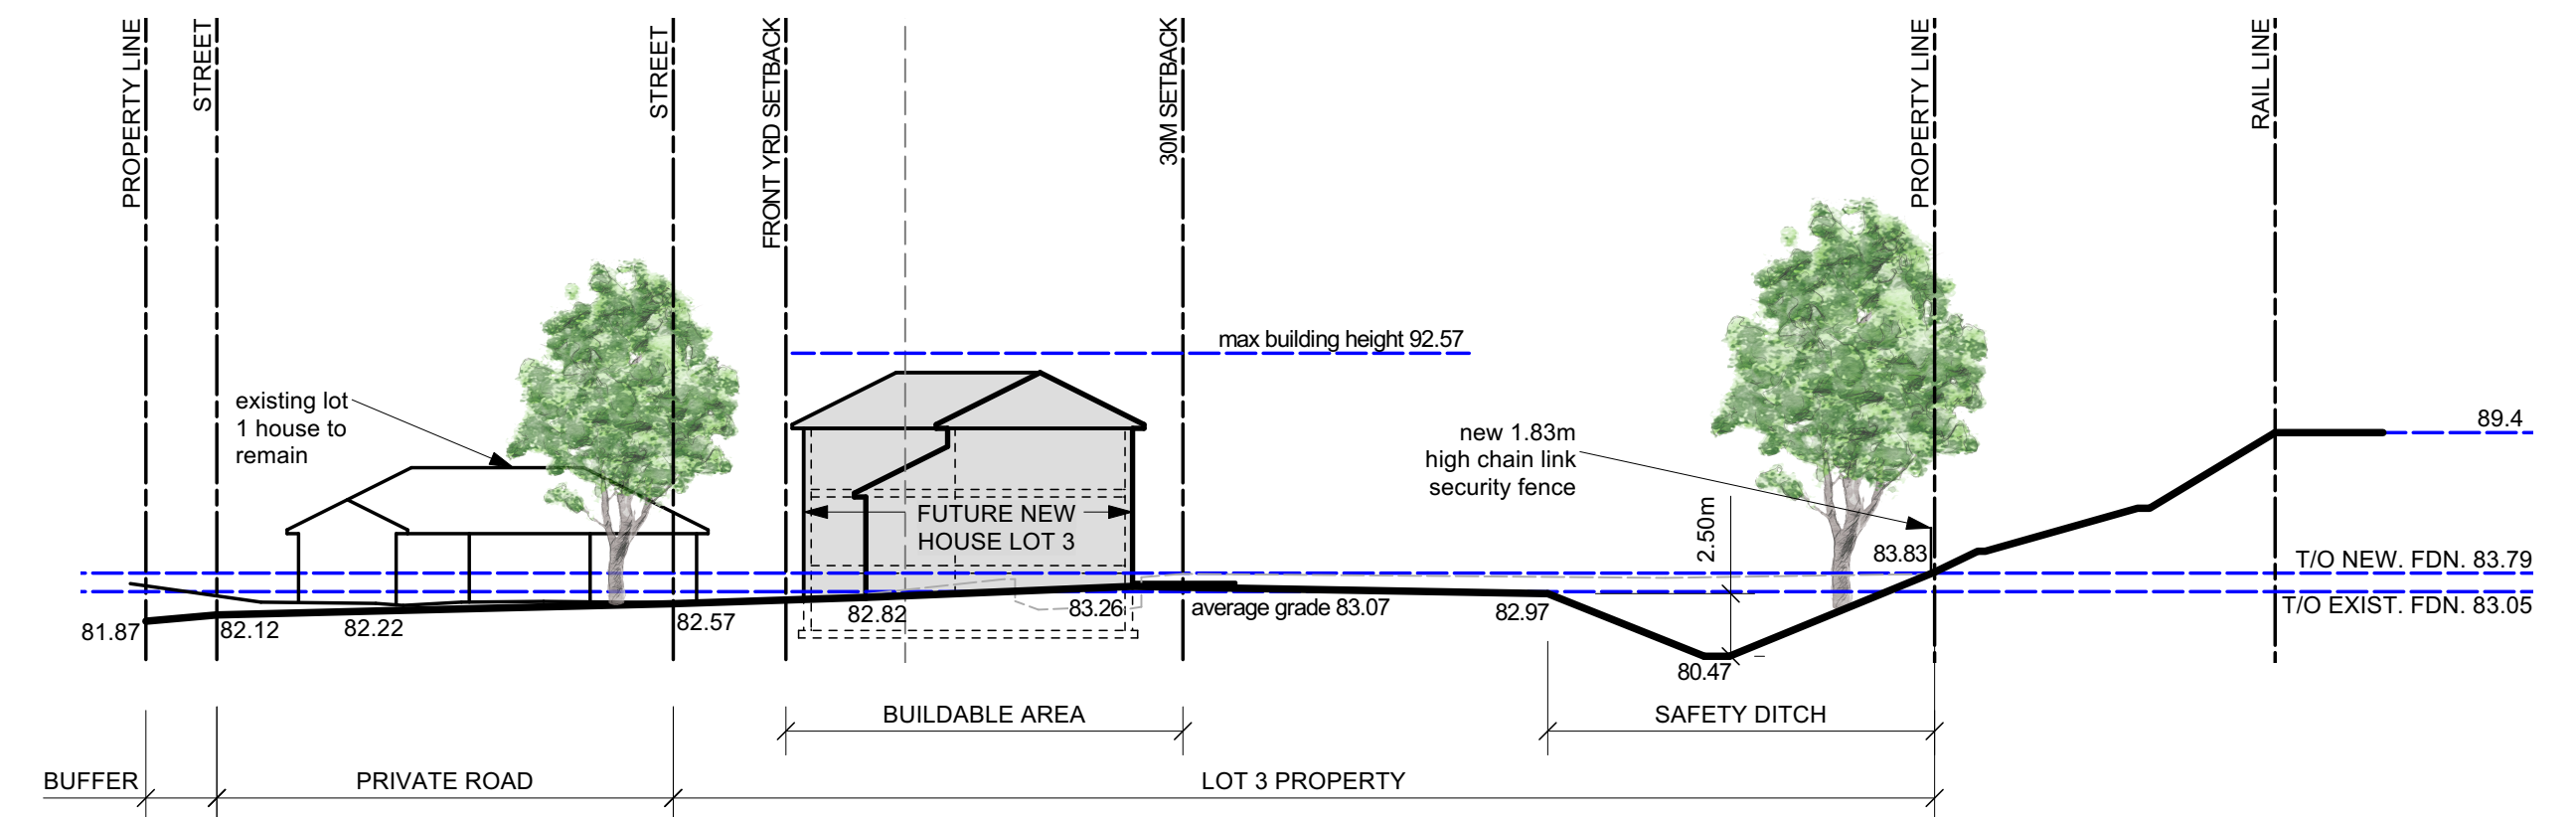 PROPERTY LINE
STREET
STREET
FRONT YRD SETBACK
30M SETBACK
PROPERTY LINE
RAIL LINE
max building height 92.57
existing lot
1 house to
remain
new 1.83m
high chain link
security fence
89.4
FUTURE NEW
HOUSE LOT 3
2.50m
83.83
T/O NEW. FDN. 83.79
T/O EXIST. FDN. 83.05
81.87
82.12
82.22
82.57
82.82
83.26
average grade 83.07
82.97
80.47
BUILDABLE AREA
SAFETY DITCH
BUFFER
PRIVATE ROAD
LOT 3 PROPERTY